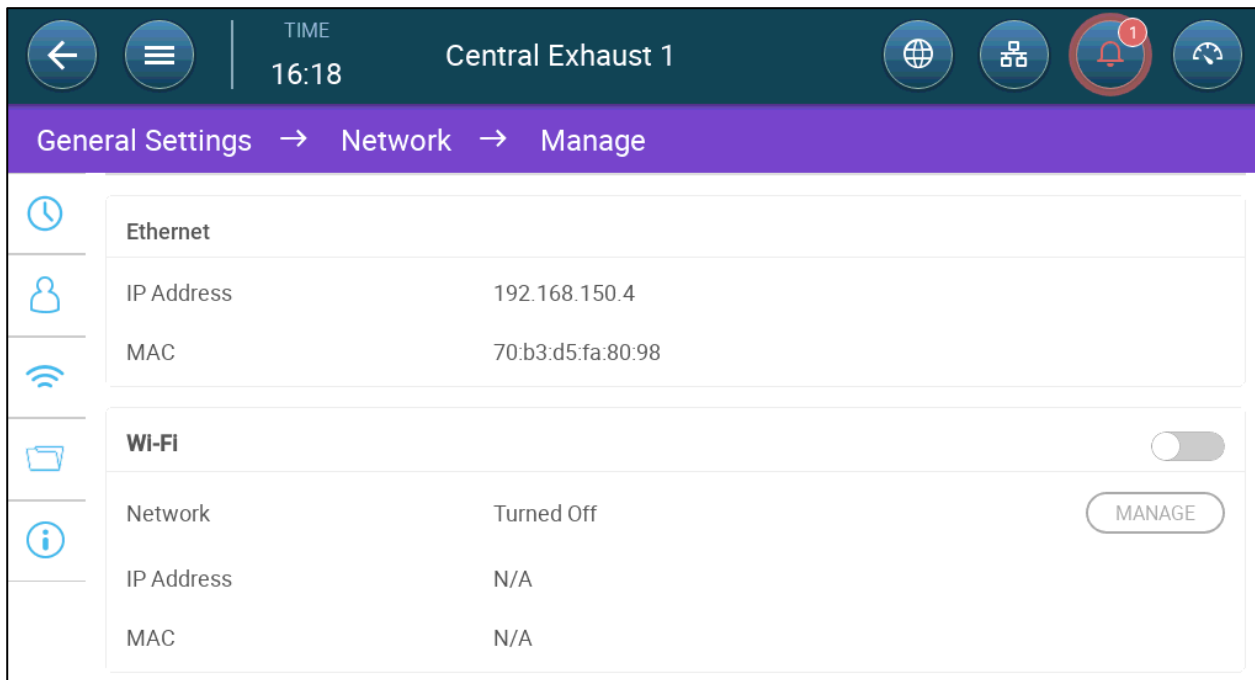 TIME
16:18
Central Exhaust 1
1
General Settings → Network → Manage
Ethernet
IP Address 192.168.150.4
MAC 70:b3:d5:fa:80:98
Wi-Fi
Network Turned Off MANAGE
IP Address N/A
MAC N/A